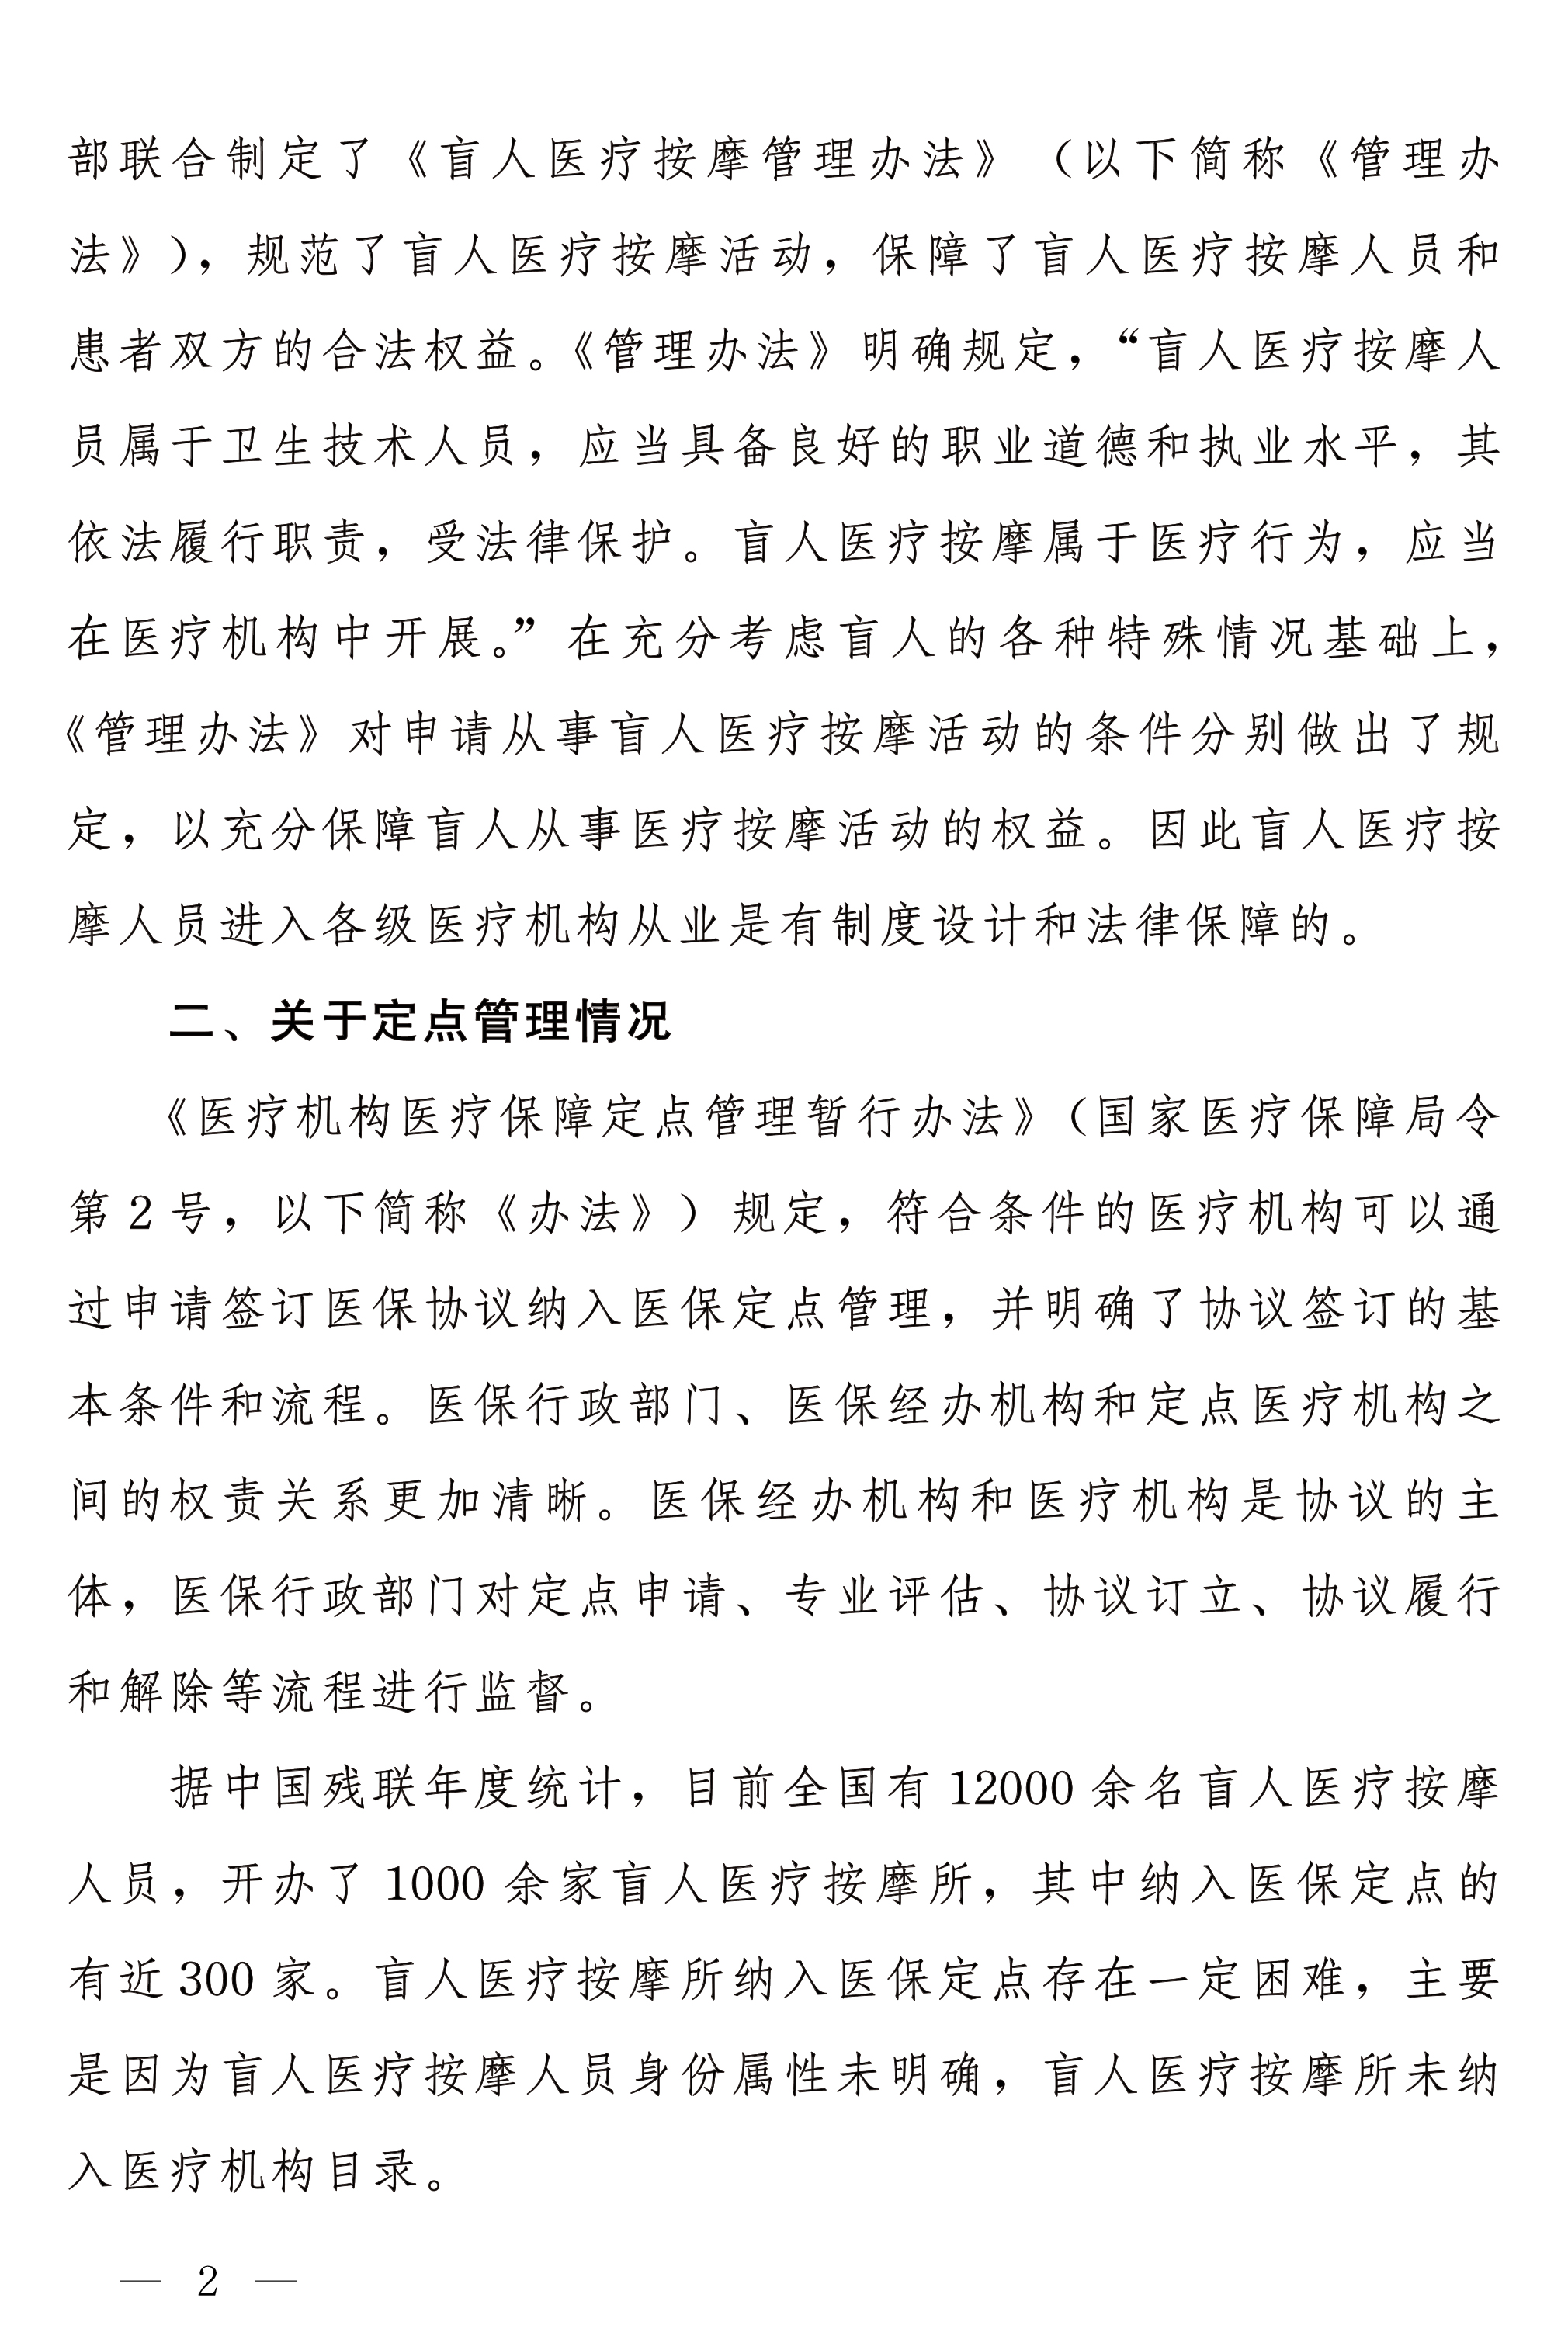 部联合制定了《盲人医疗按摩管理办法》（以下简称《管理办
法》），规范了盲人医疗按摩活动，保障了盲人医疗按摩人员和
患者双方的合法权益。《管理办法》明确规定，“盲人医疗按摩人
员属于卫生技术人员，应当具备良好的职业道德和执业水平，其
依法履行职责，受法律保护。盲人医疗按摩属于医疗行为，应当
在医疗机构中开展。”在充分考虑盲人的各种特殊情况基础上，
《管理办法》对申请从事盲人医疗按摩活动的条件分别做出了规
定，以充分保障盲人从事医疗按摩活动的权益。因此盲人医疗按
摩人员进入各级医疗机构从业是有制度设计和法律保障的。
二、关于定点管理情况
《医疗机构医疗保障定点管理暂行办法》（国家医疗保障局令
第 2 号，以下简称《办法》）规定，符合条件的医疗机构可以通
过申请签订医保协议纳入医保定点管理，并明确了协议签订的基
本条件和流程。医保行政部门、医保经办机构和定点医疗机构之
间的权责关系更加清晰。医保经办机构和医疗机构是协议的主
体，医保行政部门对定点申请、专业评估、协议订立、协议履行
和解除等流程进行监督。
据中国残联年度统计，目前全国有 12000 余名盲人医疗按摩
人员，开办了 1000 余家盲人医疗按摩所，其中纳入医保定点的
有近 300 家。盲人医疗按摩所纳入医保定点存在一定困难，主要
是因为盲人医疗按摩人员身份属性未明确，盲人医疗按摩所未纳
入医疗机构目录。
— 2 —